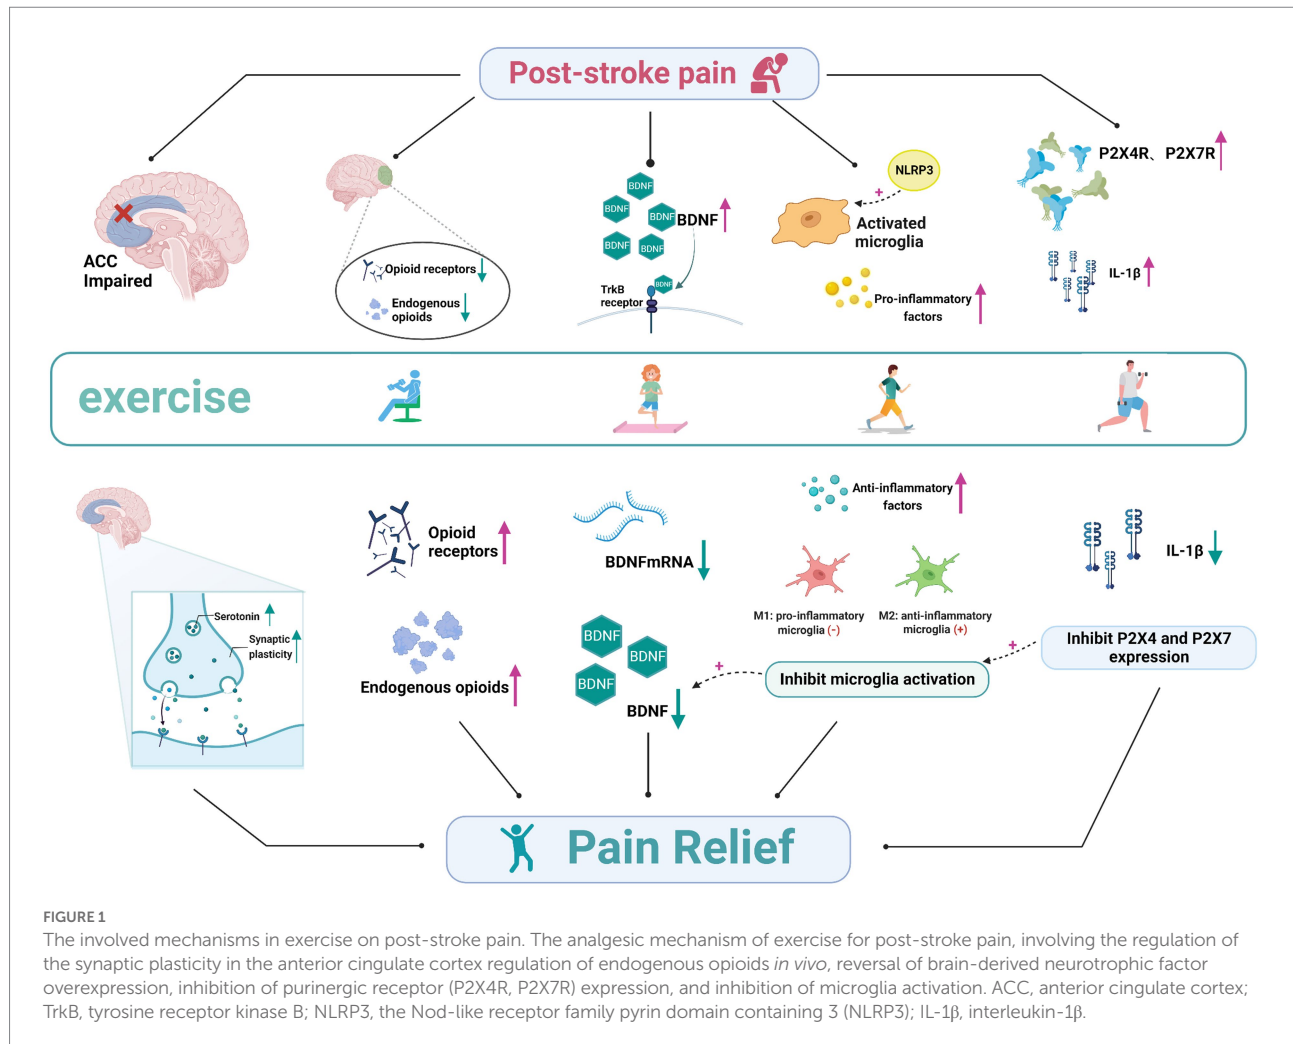 Post-stroke pain
ACC
Impaired
Opioid receptors
Endogenous
opioids
BDNF
BDNF
BDNF
BDNF
BDNF
BDNF
BDNF
TrkB
receptor
NLRP3
+
Activated
microglia
Pro-inflammatory
factors
P2X4R、P2X7R
IL-1β
exercise
Serotonin
Synaptic
plasticity
Opioid
receptors
Endogenous opioids
BDNFmRNA
BDNF
BDNF
BDNF
BDNF
Anti-inflammatory
factors
M1: pro-inflammatory
microglia (-)
M2: anti-inflammatory
microglia (+)
+
Inhibit microglia activation
+
IL-1β
Inhibit P2X4 and P2X7
expression
Pain Relief
FIGURE 1
The involved mechanisms in exercise on post-stroke pain. The analgesic mechanism of exercise for post-stroke pain, involving the regulation of
the synaptic plasticity in the anterior cingulate cortex regulation of endogenous opioids in vivo, reversal of brain-derived neurotrophic factor
overexpression, inhibition of purinergic receptor (P2X4R, P2X7R) expression, and inhibition of microglia activation. ACC, anterior cingulate cortex;
TrkB, tyrosine receptor kinase B; NLRP3, the Nod-like receptor family pyrin domain containing 3 (NLRP3); IL-1β, interleukin-1β.